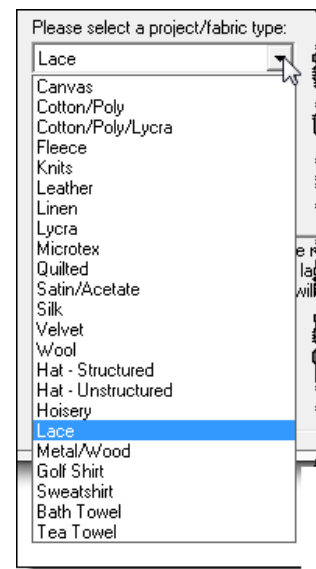 Please select a project/fabric type:
Lace
Canvas
Cotton/Poly
Cotton/Poly/Lycra
Fleece
Knits
Leather
Linen
Lycra
Microtex
Quilted
Satin/Acetate
Silk
Velvet
Wool
Hat - Structured
Hat - Unstructured
Hoisery
Lace
Metal/Wood
Golf Shirt
Sweatshirt
Bath Towel
Tea Towel